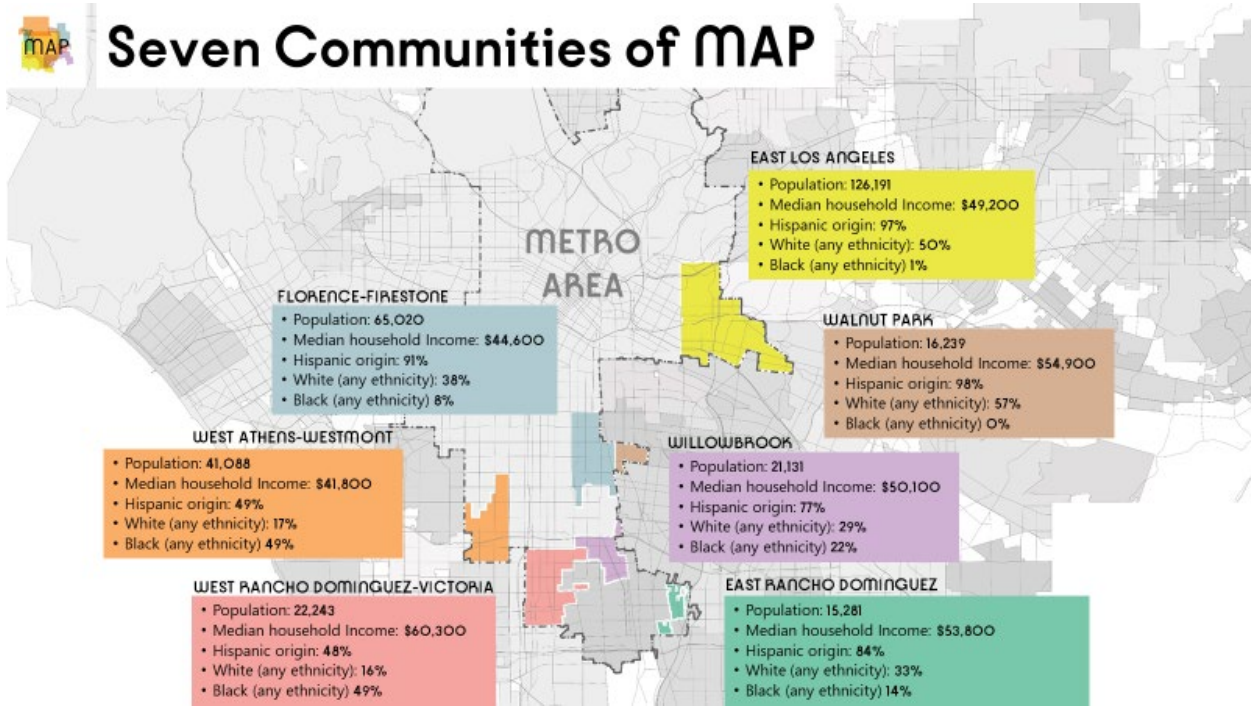 MAP
Seven Communities of MAP
METRO
AREA
EAST LOS ANGELES
• Population: 126,191
• Median household Income: $49,200
• Hispanic origin: 97%
• White (any ethnicity): 50%
• Black (any ethnicity) 1%
FLORENCE-FIRESTONE
• Population: 65,020
• Median household Income: $44,600
• Hispanic origin: 91%
• White (any ethnicity): 38%
• Black (any ethnicity) 8%
WALNUT PARK
• Population: 16,239
• Median household Income: $54,900
• Hispanic origin: 98%
• White (any ethnicity): 57%
• Black (any ethnicity) 0%
WEST ATHENS-WESTMONT
• Population: 41,088
• Median household Income: $41,800
• Hispanic origin: 49%
• White (any ethnicity): 17%
• Black (any ethnicity) 49%
WILLOWBROOK
• Population: 21,131
• Median household Income: $50,100
• Hispanic origin: 77%
• White (any ethnicity): 29%
• Black (any ethnicity) 22%
WEST RANCHO DOMINGUEZ-VICTORIA
• Population: 22,243
• Median household Income: $60,300
• Hispanic origin: 48%
• White (any ethnicity): 16%
• Black (any ethnicity) 49%
EAST RANCHO DOMINGUEZ
• Population: 15,281
• Median household Income: $53,800
• Hispanic origin: 84%
• White (any ethnicity): 33%
• Black (any ethnicity) 14%